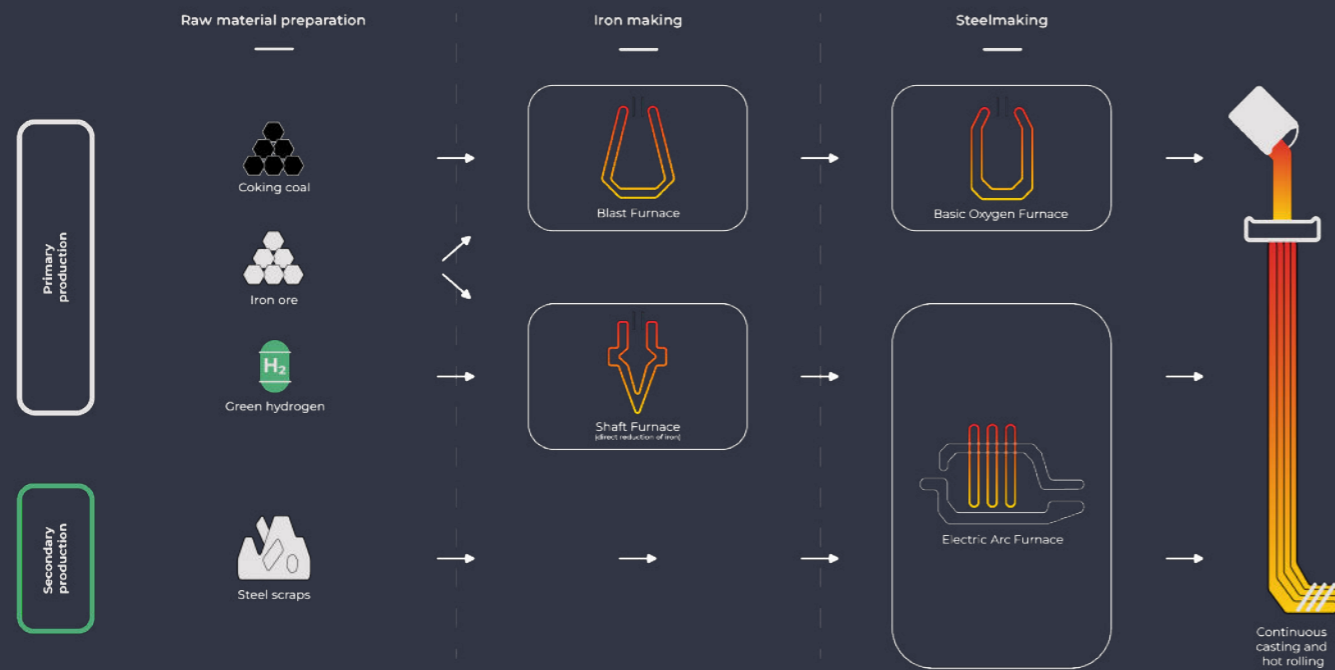 Raw material preparation
Iron making
Steelmaking
Primary
production
Coking coal
Blast Furnace
Basic Oxygen Furnace
Iron ore
H₂
Green hydrogen
Shaft Furnace
(direct reduction of iron)
Secondary
production
Steel scraps
Electric Arc Furnace
Continuous
casting and
hot rolling